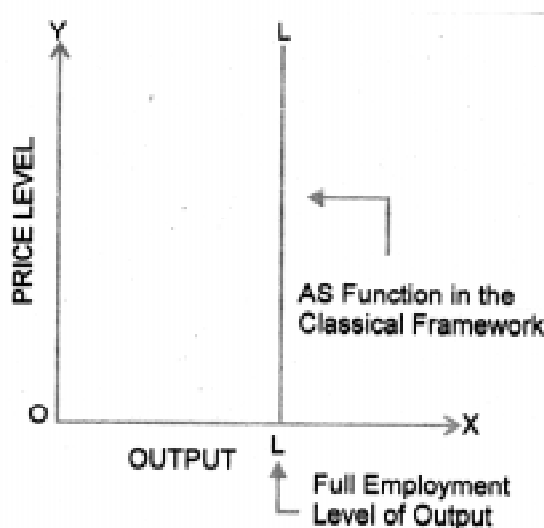 Y
L
PRICE LEVEL
AS Function in the
Classical Framework
O
X
L
OUTPUT
Full Employment
Level of Output